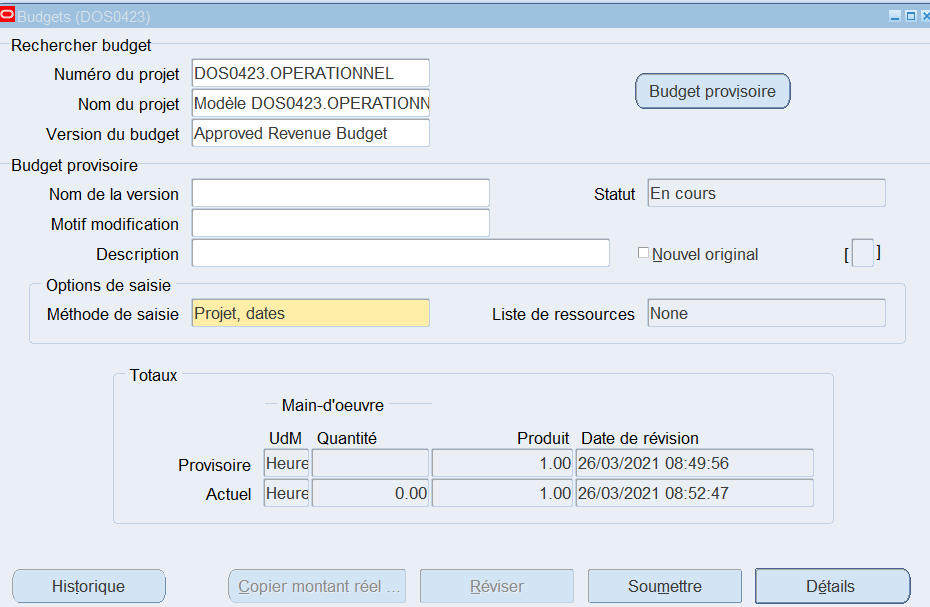 Budgets (DOS0423)
Rechercher budget
Numéro du projet DOS0423.OPERATIONNEL
Budget provisoire
Nom du projet Modèle DOS0423.OPERATIONN
Version du budget Approved Revenue Budget
Budget provisoire
Nom de la version Statut En cours
Motif modification
Description Nouvel original [ ]
Options de saisie
Méthode de saisie Projet, dates Liste de ressources None
Totaux
Main-d'oeuvre
UdM Quantité Produit Date de révision
Provisoire Heure 1.00 26/03/2021 08:49:56
Actuel Heure 0.00 1.00 26/03/2021 08:52:47
Historique Copier montant réel ... Réviser Soumettre Détails